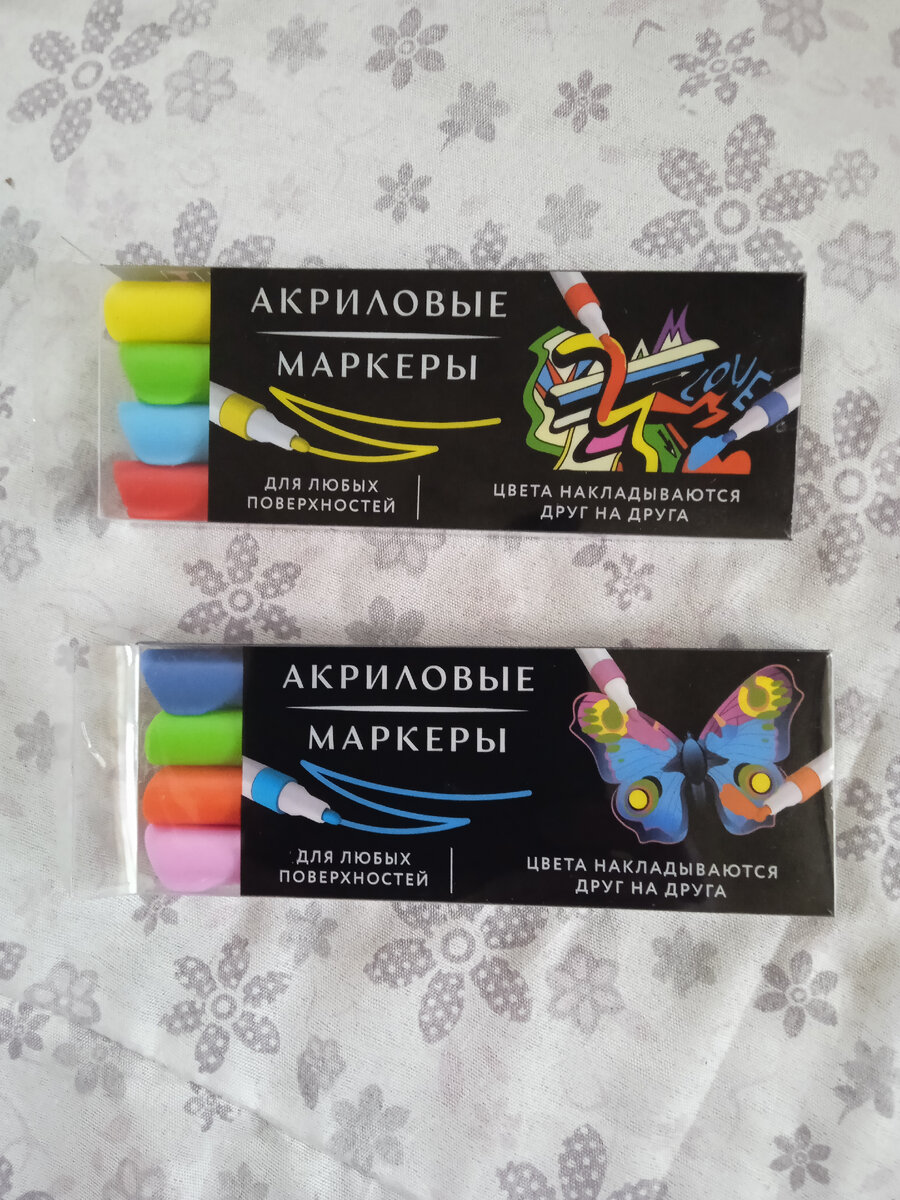 АКРИЛОВЫЕ
МАРКЕРЫ
LOVE
ДЛЯ ЛЮБЫХ
ПОВЕРХНОСТЕЙ
ЦВЕТА НАКЛАДЫВАЮТСЯ
ДРУГ НА ДРУГА
АКРИЛОВЫЕ
МАРКЕРЫ
ДЛЯ ЛЮБЫХ
ПОВЕРХНОСТЕЙ
ЦВЕТА НАКЛАДЫВАЮТСЯ
ДРУГ НА ДРУГА